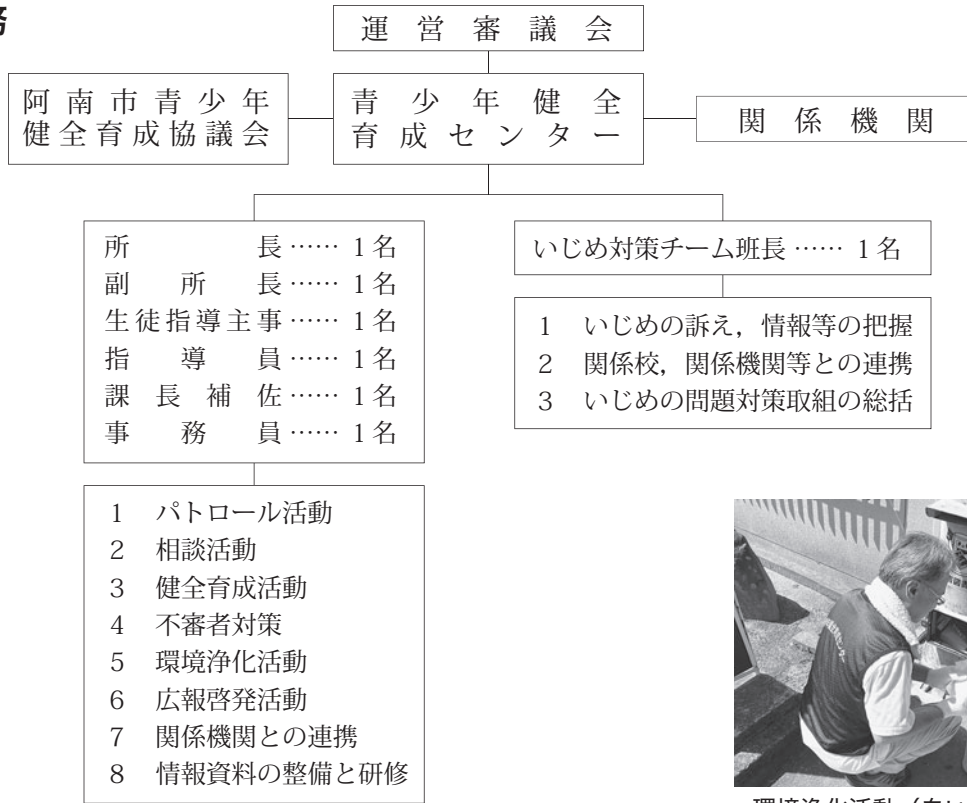 務
運営審議会
阿南市青少年
健全育成協議会
青少年健全
育成センター
関係機関
所長…… 1名
副所長…… 1名
生徒指導主事…… 1名
指導員…… 1名
課長補佐…… 1名
事務員…… 1名
1 パトロール活動
2 相談活動
3 健全育成活動
4 不審者対策
5 環境浄化活動
6 広報啓発活動
7 関係機関との連携
8 情報資料の整備と研修
いじめ対策チーム班長 …… 1名
1 いじめの訴え，情報等の把握
2 関係校，関係機関等との連携
3 いじめの問題対策取組の総括